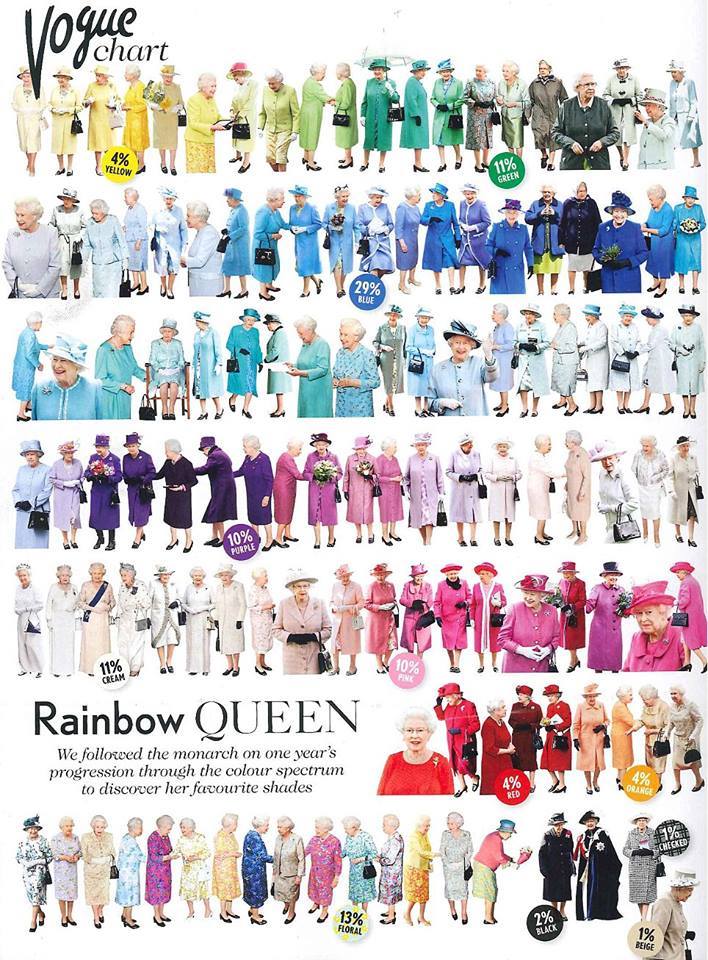 Vogue
chart
4%
YELLOW
11%
GREEN
29%
BLUE
10%
PURPLE
11%
CREAM
10%
PINK
Rainbow QUEEN
We followed the monarch on one year's
progression through the colour spectrum
to discover her favourite shades
4%
RED
4%
ORANGE
13%
FLORAL
2%
BLACK
1%
CHECKED
1%
BEIGE